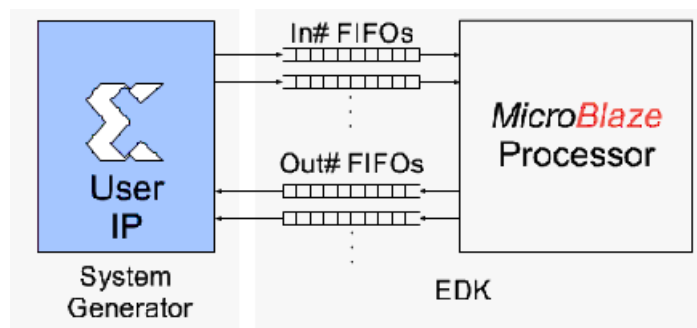 In# FIFOs
User
IP
MicroBlaze
Processor
Out# FIFOs
System
Generator
EDK